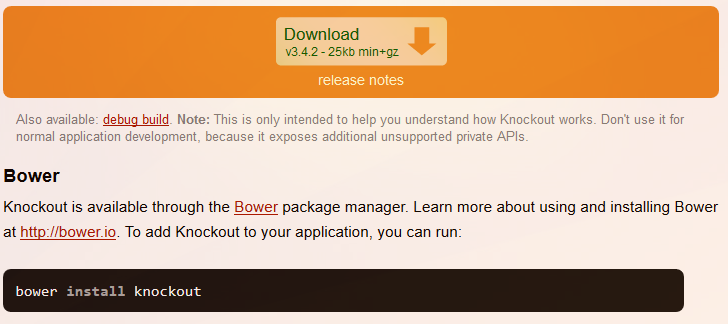 Download
v3.4.2 - 25kb min+gz
release notes
Also available: debug build. Note: This is only intended to help you understand how Knockout works. Don't use it for
normal application development, because it exposes additional unsupported private APIs.
Bower
Knockout is available through the Bower package manager. Learn more about using and installing Bower
at http://bower.io. To add Knockout to your application, you can run:
bower install knockout